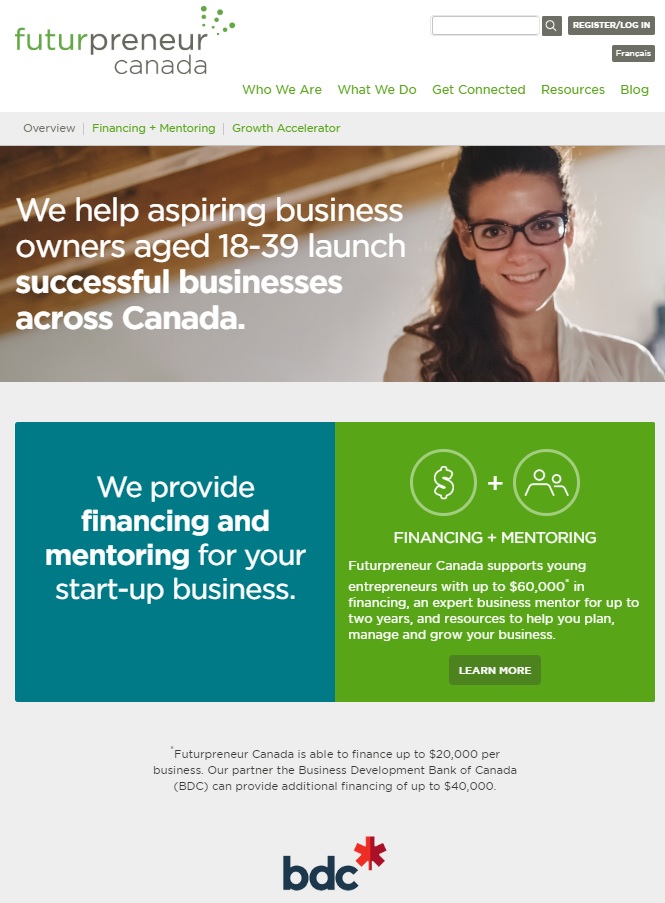 futurpreneur
canada
REGISTER/LOG IN
Français
Who We Are What We Do Get Connected Resources Blog
Overview | Financing + Mentoring | Growth Accelerator
We help aspiring business
owners aged 18-39 launch
successful businesses
across Canada.
We provide
financing and
mentoring for your
start-up business.
$ +
FINANCING + MENTORING
Futurpreneur Canada supports young
entrepreneurs with up to $60,000* in
financing, an expert business mentor for up to
two years, and resources to help you plan,
manage and grow your business.
LEARN MORE
*Futurpreneur Canada is able to finance up to $20,000 per
business. Our partner the Business Development Bank of Canada
(BDC) can provide additional financing of up to $40,000.
bdc